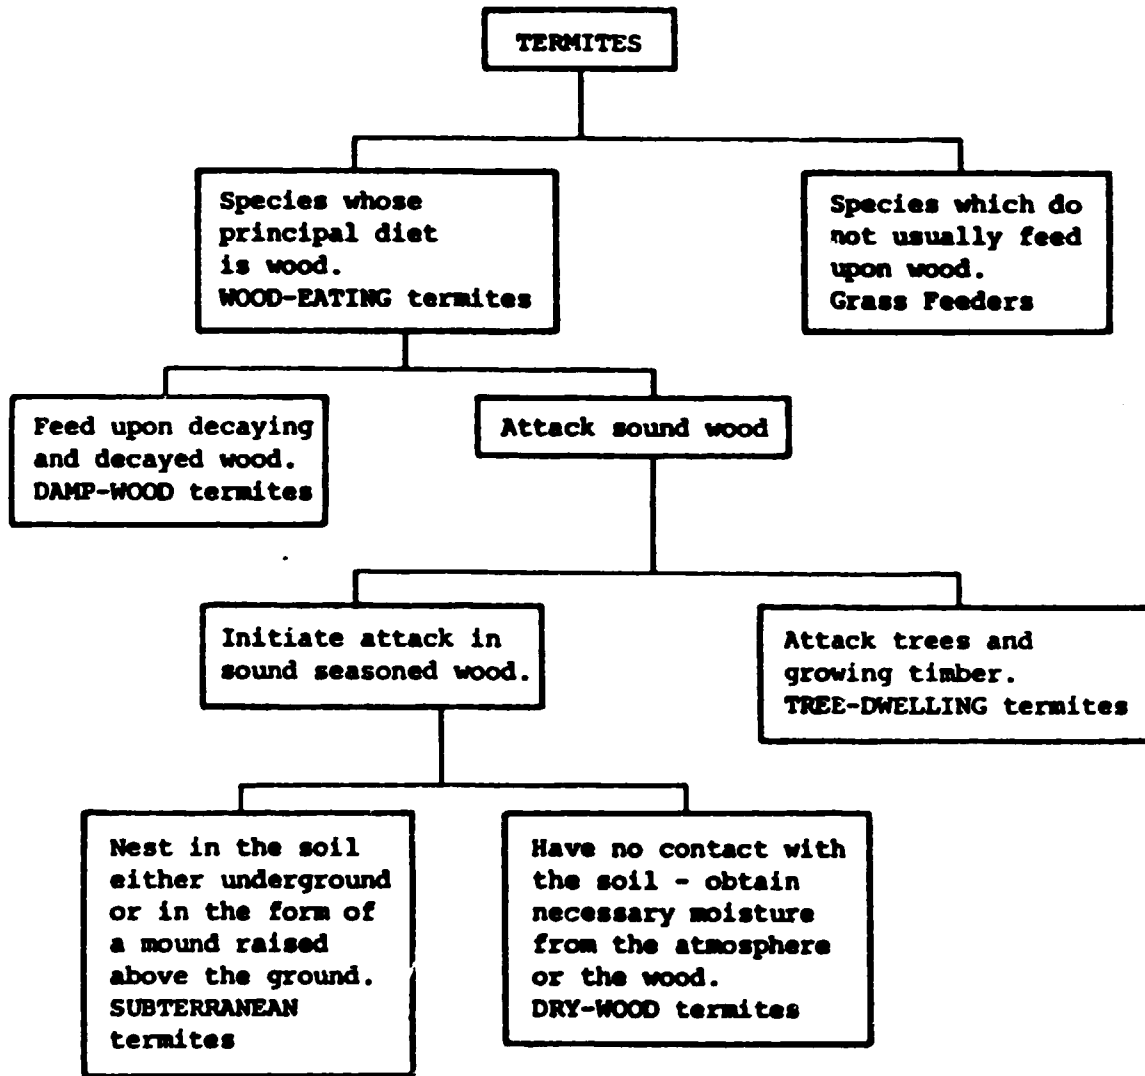 TERMITES
Species whose
principal diet
is wood.
WOOD-EATING termites
Species which do
not usually feed
upon wood.
Grass Feeders
Feed upon decaying
and decayed wood.
DAMP-WOOD termites
Attack sound wood
Initiate attack in
sound seasoned wood.
Attack trees and
growing timber.
TREE-DWELLING termites
Nest in the soil
either underground
or in the form of
a mound raised
above the ground.
SUBTERRANEAN
termites
Have no contact with
the soil - obtain
necessary moisture
from the atmosphere
or the wood.
DRY-WOOD termites